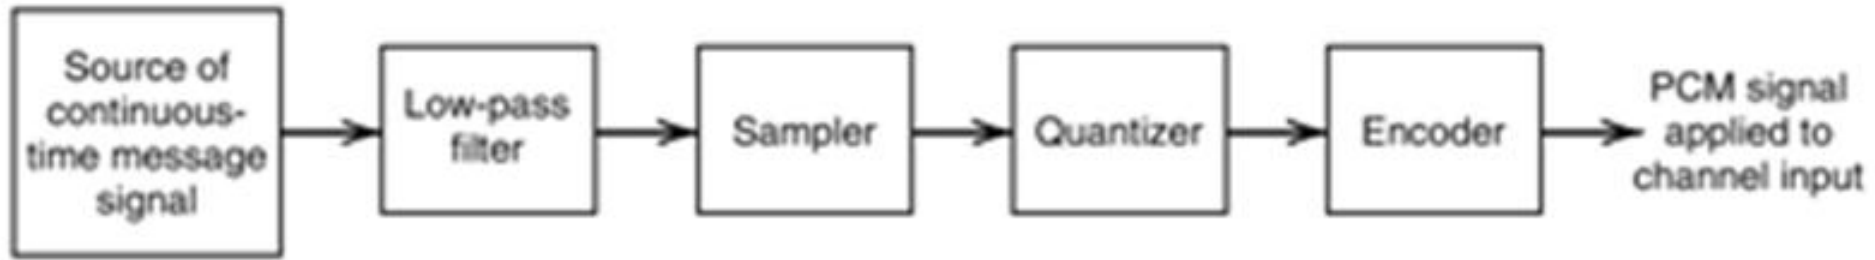 Source of
continuous-
time message
signal
Low-pass
filter
Sampler
Quantizer
Encoder
PCM signal
applied to
channel input